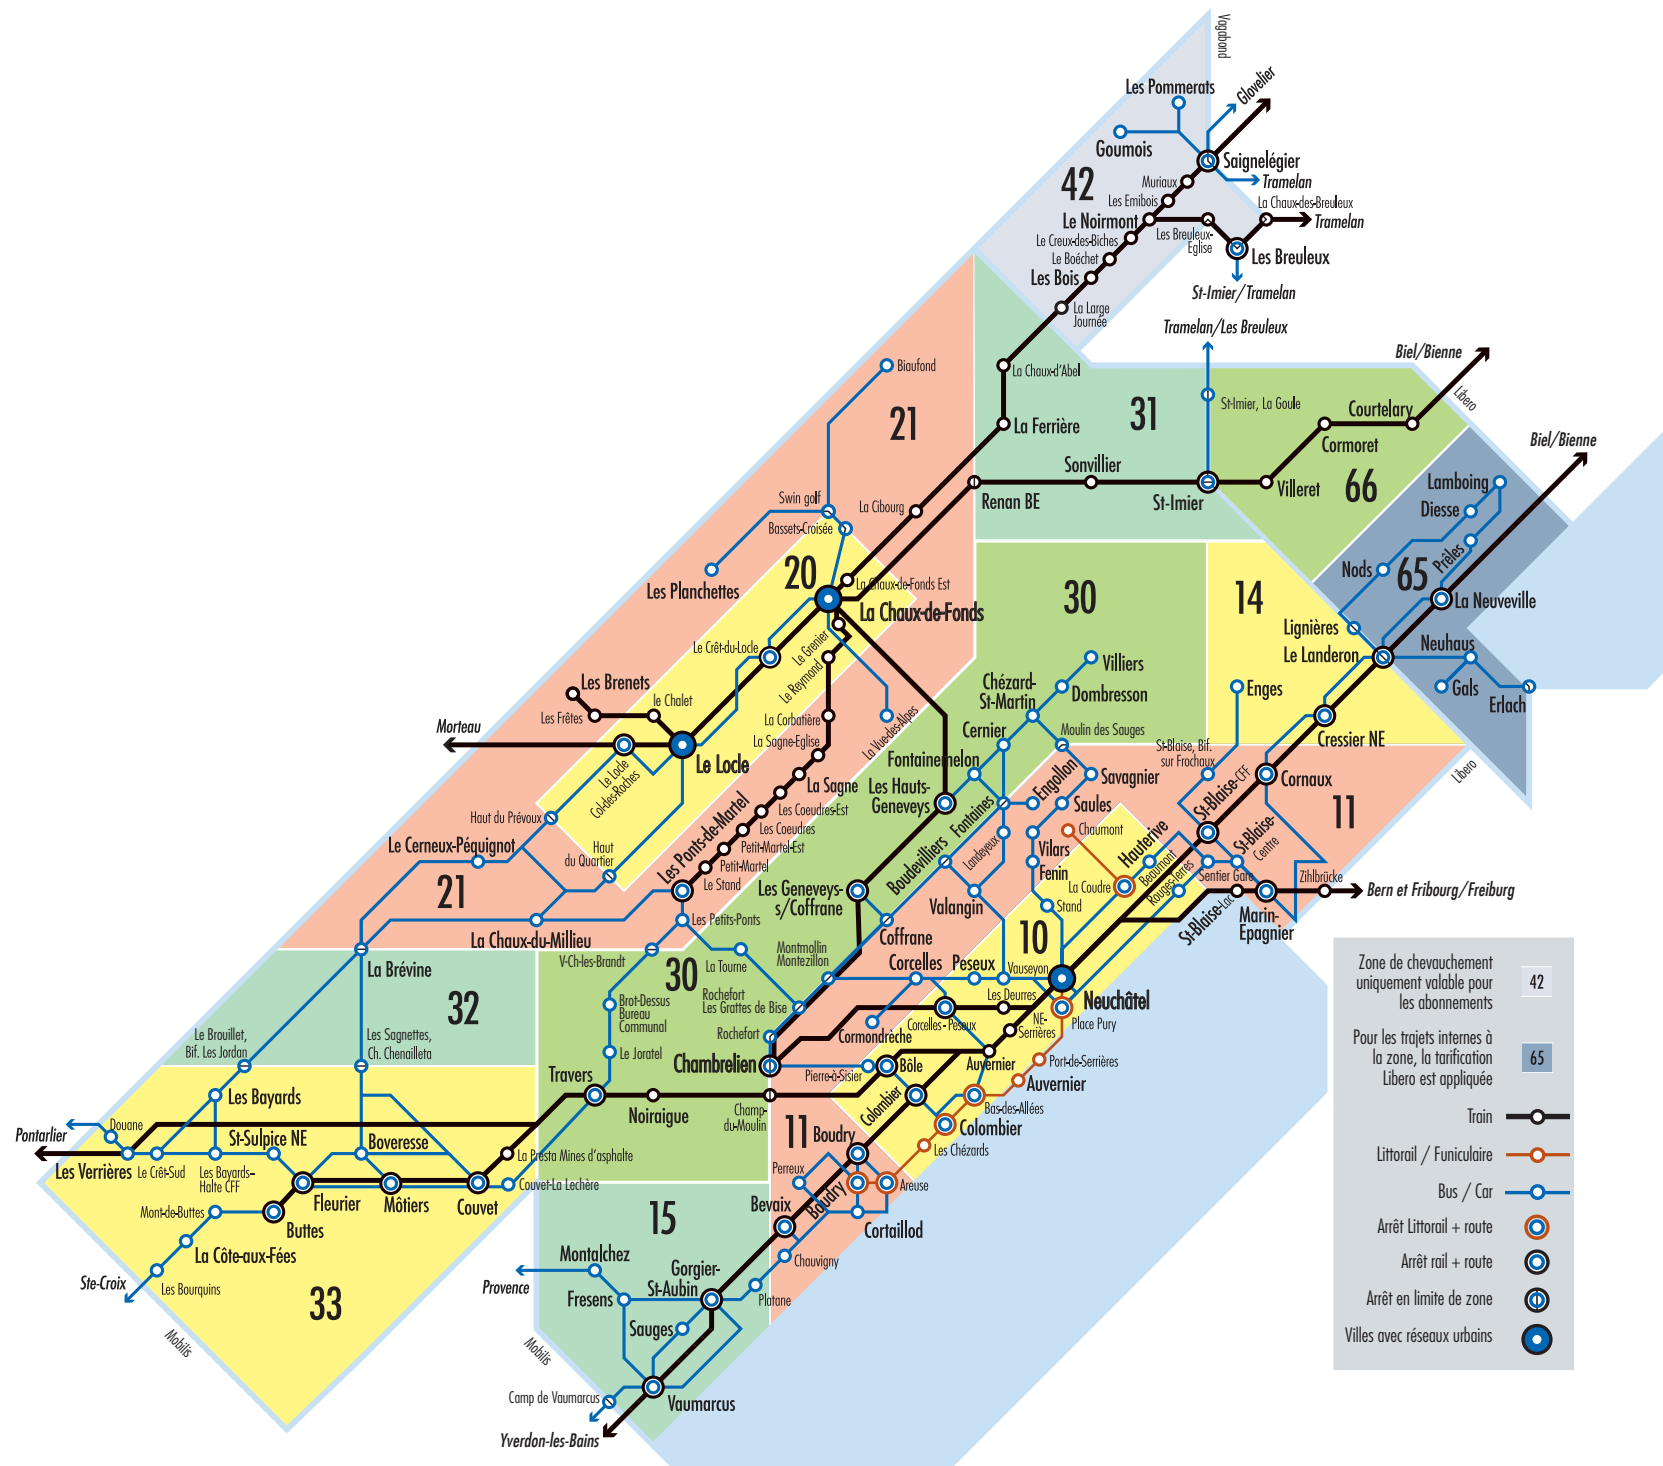 Vagabond
Les Pommerats
Glovelier
Goumois
Saignelégier
42
Muriaux
Tramelan
Les Emibois
La Chaux-des-Breuleux
Le Noirmont
Tramelan
Le Creux-des-Biches
Les Breuleux-
Eglise
Le Boéchet
Les Breuleux
Les Bois
St-Imier/Tramelan
La Large
Journée
Tramelan/Les Breuleux
Biel/Bienne
Biaufond
La Chaux-d'Abel
Libero
21
31
St-Imier, La Goule
Courtelary
La Ferrière
Cormoret
Biel/Bienne
Sonvillier
66
Lamboing
Swin golf
La Cibourg
Renan BE
St-Imier
Villeret
Diesse
Bassets-Croisée
Prêles
Nods
65
20
La Chaux-de-Fonds Est
Les Planchettes
La Chaux-de-Fonds
30
14
La Neuveville
Lignières
Le Crêt-du-Locle
Le Grenier
Le Reymond
Le Landeron
Neuhaus
Villiers
Les Brenets
Chézard-
St-Martin
Dombresson
Enges
Gals
Erlach
le Chalet
Les Frêtes
La Corbatière
La Vue-des-Alpes
Morteau
Cernier
Moulin des Sauges
Cressier NE
La Sagne-Eglise
Le Locle
Fontainemelon
St-Blaise, Bif.
sur Frochaux
Libero
Le Locle
Col-des-Roches
La Sagne
Les Hauts-
Geneveys
Engollon
Savagnier
St-Blaise-CFF
Cornaux
Les Coeudres-Est
Saules
Haut du Prévoux
Les Ponts-de-Martel
Les Coeudres
Fontaines
Chaumont
11
Le Cerneux-Péquignot
Petit-Martel-Est
Boudevilliers
Landeyeux
Vilars
Hauterive
St-Blaise-
Centre
Haut
du Quartier
Petit-Martel
Fenin
Beaumont
Le Stand
La Coudre
Rouges-Terres
Sentier Gare
Zihlbrücke
21
Les Geneveys-
s/Coffrane
Valangin
Stand
St-Blaise-Lac
Marin-
Epagnier
Bern et Fribourg/Freiburg
Les Petits-Ponts
La Chaux-du-Milieu
Coffrane
10
V-Ch-les-Brandt
Montmollin
Montezillon
La Brévine
30
La Tourne
Corcelles
Peseux
Vauseyon
Zone de chevauchement
uniquement valable pour
les abonnements
42
32
Brot-Dessus
Bureau
Communal
Rochefort
Les Grattes de Bise
Les Deurres
Neuchâtel
Corcelles-Peseux
NE-
Serrières
Place Pury
Le Brouillet,
Bif. Les Jordan
Les Sagnettes,
Ch. Chenailleta
Rochefort
Cormondrèche
Pour les trajets internes à
la zone, la tarification
Libero est appliquée
65
Le Joratel
Chambrelien
Auvernier
Port-de-Serrières
Travers
Pierre-à-Sisier
Bôle
Auvernier
Les Bayards
Noiraigue
Champ-
du-Moulin
Colombier
Bas-des-Allées
Train
Pontarlier
Douane
St-Sulpice NE
Boveresse
11
Boudry
Colombier
Les Verrières
Le Crêt-Sud
Les Bayards-
Halte CFF
La Presta Mines d'asphalte
Perreux
Les Chézards
Littorail / Funiculaire
Couvet-La Lechère
Boudry
Areuse
Bus / Car
Mont-de-Buttes
Fleurier
Môtiers
Couvet
15
Bevaix
Buttes
Cortaillod
Arrêt Littorail + route
La Côte-aux-Fées
Montalchez
Chauvigny
Arrêt rail + route
Ste-Croix
Les Bourquins
Provence
Gorgier-
St-Aubin
33
Fresens
Platane
Arrêt en limite de zone
Mobilis
Mobilis
Sauges
Villes avec réseaux urbains
Camp de Vaumarcus
Vaumarcus
Yverdon-les-Bains